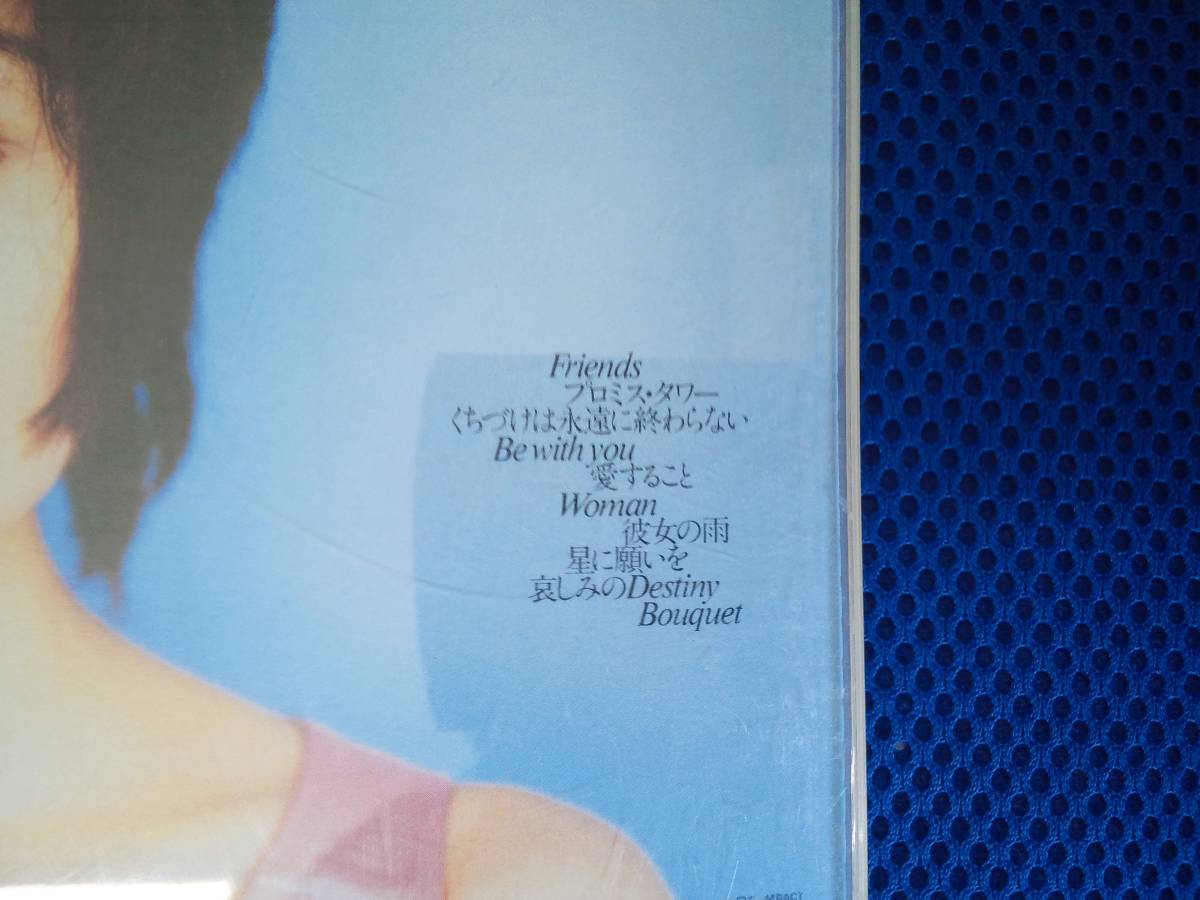 Friends
プロミス・タワー
くちづけは永遠に終わらない
Be with you
愛すること
Woman
彼女の雨
星に願いを
哀しみのDestiny
Bouquet